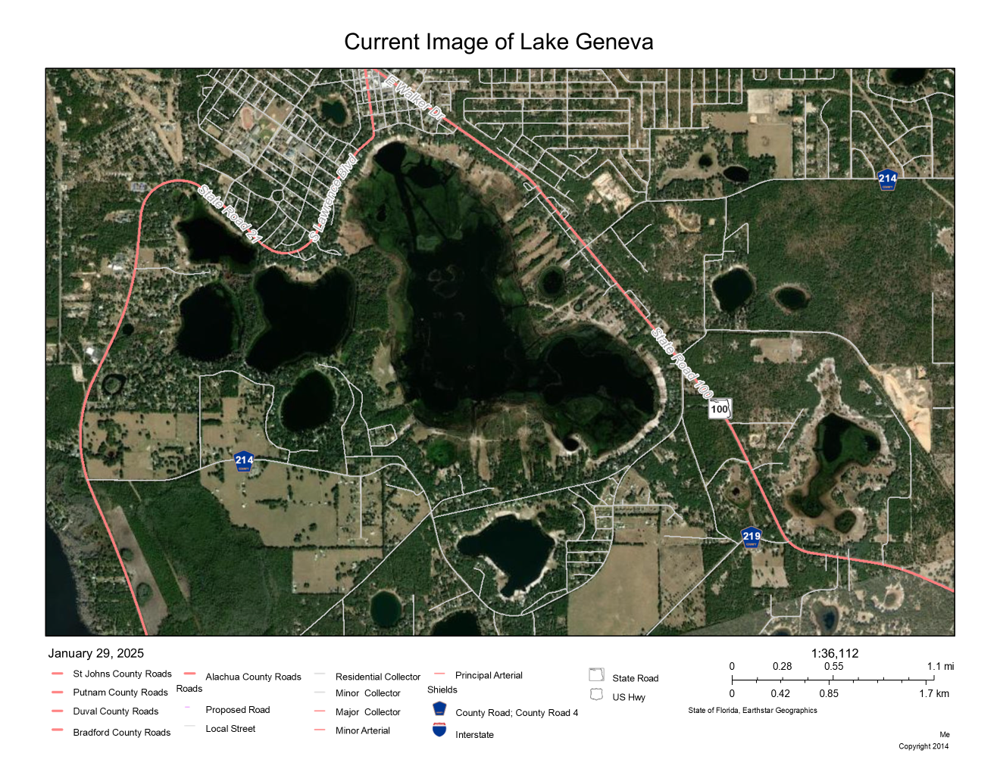 Current Image of Lake Geneva
E Walker Dr
214
COUNTY
S Lawrence Blvd
State Road 21
State Road 100
100
214
COUNTY
219
COUNTY
January 29, 2025
1:36,112
St Johns County Roads
Putnam County Roads
Duval County Roads
Bradford County Roads
Alachua County Roads
Roads
Proposed Road
Local Street
Residential Collector
Minor Collector
Major Collector
Minor Arterial
Principal Arterial
Shields
County Road; County Road 4
Interstate
State Road
US Hwy
0 0.28 0.55 1.1 mi
0 0.42 0.85 1.7 km
State of Florida, Earthstar Geographics
Me
Copyright 2014